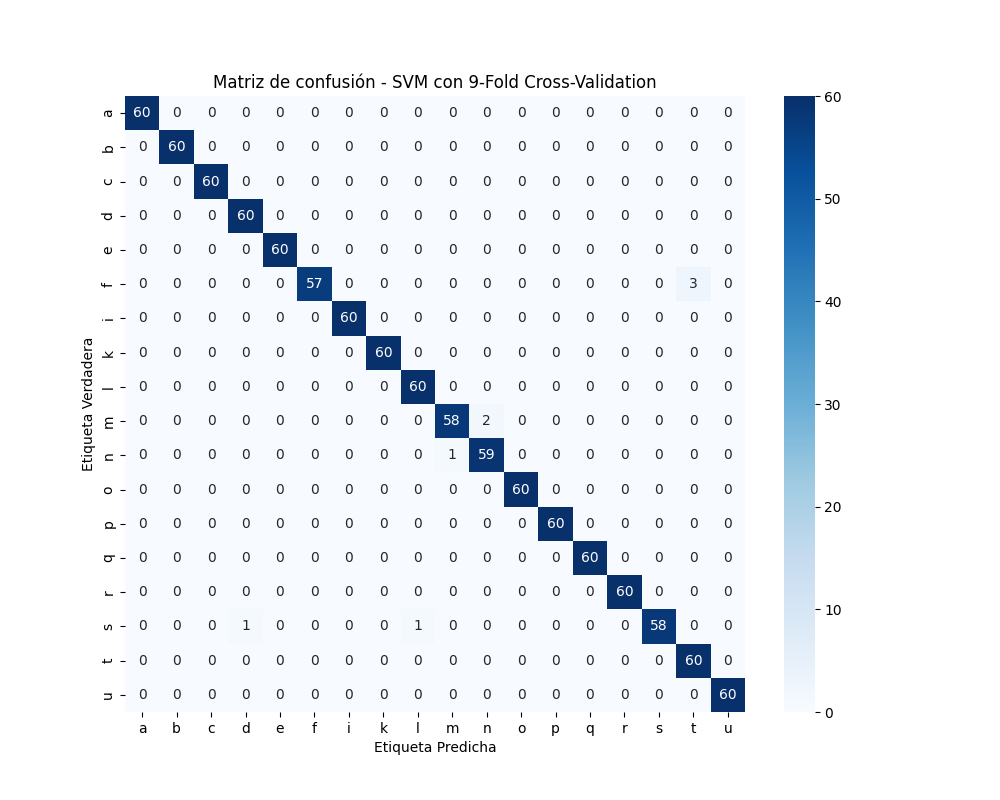 Matriz de confusión - SVM con 9-Fold Cross-Validation
a 60 0 0 0 0 0 0 0 0 0 0 0 0 0 0 0 0 0
b 0 60 0 0 0 0 0 0 0 0 0 0 0 0 0 0 0 0
c 0 0 60 0 0 0 0 0 0 0 0 0 0 0 0 0 0 0
d 0 0 0 60 0 0 0 0 0 0 0 0 0 0 0 0 0 0
e 0 0 0 0 60 0 0 0 0 0 0 0 0 0 0 0 0 0
f 0 0 0 0 0 57 0 0 0 0 0 0 0 0 0 0 3 0
i 0 0 0 0 0 0 60 0 0 0 0 0 0 0 0 0 0 0
k 0 0 0 0 0 0 0 60 0 0 0 0 0 0 0 0 0 0
l 0 0 0 0 0 0 0 0 60 0 0 0 0 0 0 0 0 0
m 0 0 0 0 0 0 0 0 0 58 2 0 0 0 0 0 0 0
n 0 0 0 0 0 0 0 0 0 1 59 0 0 0 0 0 0 0
o 0 0 0 0 0 0 0 0 0 0 0 60 0 0 0 0 0 0
p 0 0 0 0 0 0 0 0 0 0 0 0 60 0 0 0 0 0
q 0 0 0 0 0 0 0 0 0 0 0 0 0 60 0 0 0 0
r 0 0 0 0 0 0 0 0 0 0 0 0 0 0 60 0 0 0
s 0 0 0 1 0 0 0 0 1 0 0 0 0 0 0 58 0 0
t 0 0 0 0 0 0 0 0 0 0 0 0 0 0 0 0 60 0
u 0 0 0 0 0 0 0 0 0 0 0 0 0 0 0 0 0 60
a b c d e f i k l m n o p q r s t u
Etiqueta Predicha
Etiqueta Verdadera
60
50
40
30
20
10
0